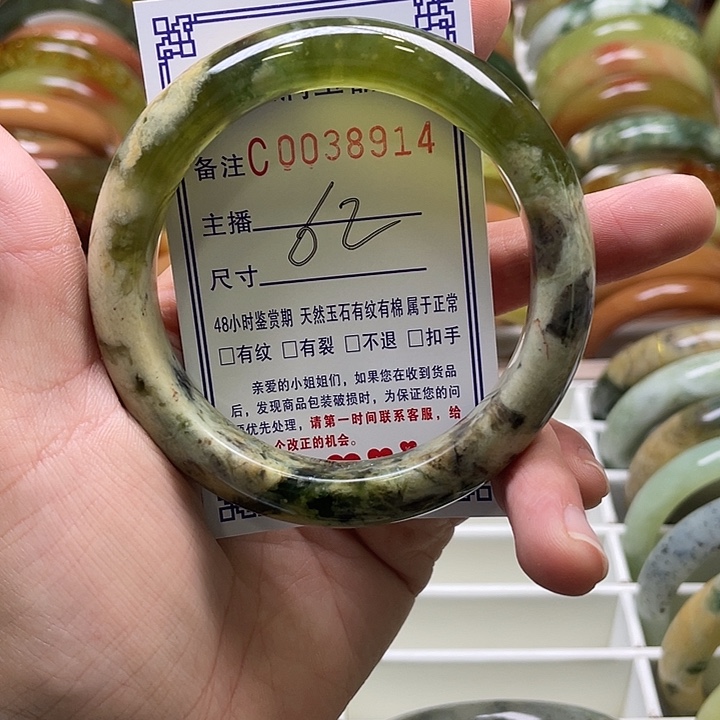 备注C0038914
主播
62
尺寸
48小时鉴赏期 天然玉石有纹有棉 属于正常
□有纹 □有裂 □不退 □扣手
亲爱的小姐姐们，如果您在收到货品
后，发现商品包装破损时，为保证您的问
优先处理，请第一时间联系客服，给
个改正的机会。